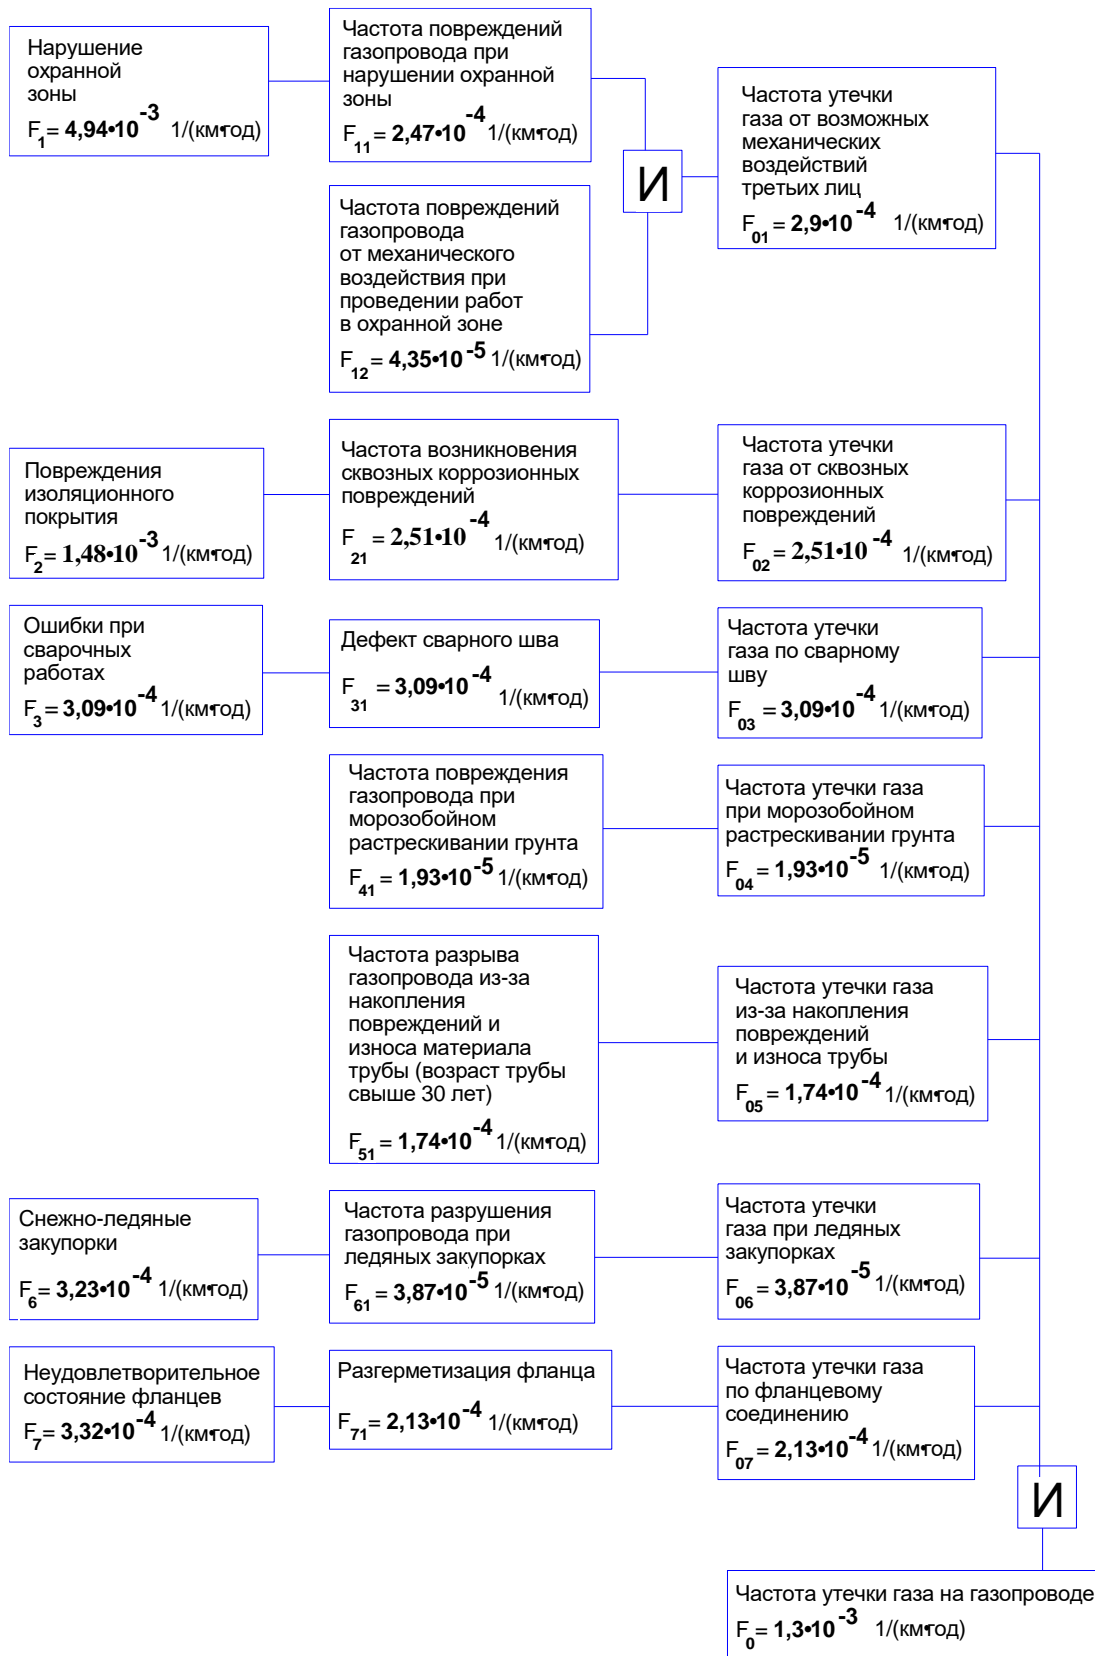 Нарушение
охранной
зоны
F1= 4,94•10-3 1/(км•год)
Частота повреждений
газопровода при
нарушении охранной
зоны
F11= 2,47•10-4 1/(км•год)
Частота повреждений
газопровода
от механического
воздействия при
проведении работ
в охранной зоне
F12= 4,35•10-5 1/(км•год)
И
Частота утечки
газа от возможных
механических
воздействий
третьих лиц
F01= 2,9•10-4 1/(км•год)
Повреждения
изоляционного
покрытия
F2= 1,48•10-3 1/(км•год)
Частота возникновения
сквозных коррозионных
повреждений
F21= 2,51•10-4 1/(км•год)
Частота утечки
газа от сквозных
коррозионных
повреждений
F02= 2,51•10-4 1/(км•год)
Ошибки при
сварочных
работах
F3= 3,09•10-4 1/(км•год)
Дефект сварного шва
F31= 3,09•10-4 1/(км•год)
Частота утечки
газа по сварному
шву
F03= 3,09•10-4 1/(км•год)
Частота повреждения
газопровода при
морозобойном
растрескивании грунта
F41= 1,93•10-5 1/(км•год)
Частота утечки газа
при морозобойном
растрескивании грунта
F04= 1,93•10-5 1/(км•год)
Частота разрыва
газопровода из-за
накопления
повреждений и
износа материала
трубы (возраст трубы
свыше 30 лет)
F51= 1,74•10-4 1/(км•год)
Частота утечки газа
из-за накопления
повреждений
и износа трубы
F05= 1,74•10-4 1/(км•год)
Снежно-ледяные
закупорки
F6= 3,23•10-4 1/(км•год)
Частота разрушения
газопровода при
ледяных закупорках
F61= 3,87•10-5 1/(км•год)
Частота утечки
газа при ледяных
закупорках
F06= 3,87•10-5 1/(км•год)
Неудовлетворительное
состояние фланцев
F7= 3,32•10-4 1/(км•год)
Разгерметизация фланца
F71= 2,13•10-4 1/(км•год)
Частота утечки газа
по фланцевому
соединению
F07= 2,13•10-4 1/(км•год)
И
Частота утечки газа на газопроводе
F0= 1,3•10-3 1/(км•год)